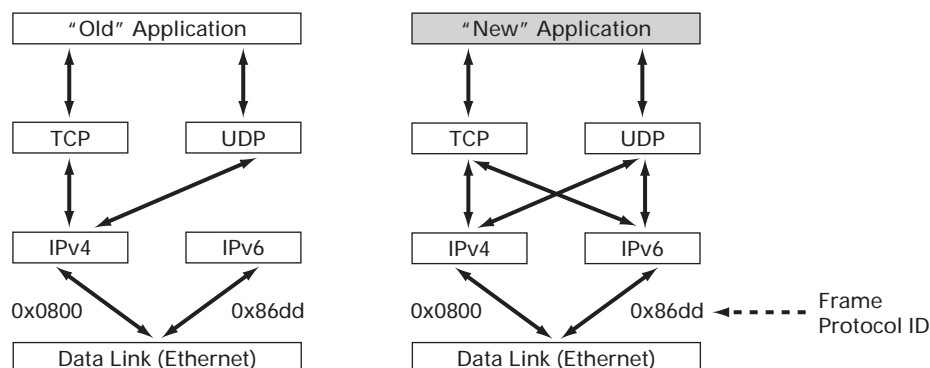 “Old” Application
TCP
UDP
IPv4
IPv6
0x0800
0x86dd
Data Link (Ethernet)
“New” Application
TCP
UDP
IPv4
IPv6
0x0800
0x86dd
Frame
Protocol ID
Data Link (Ethernet)